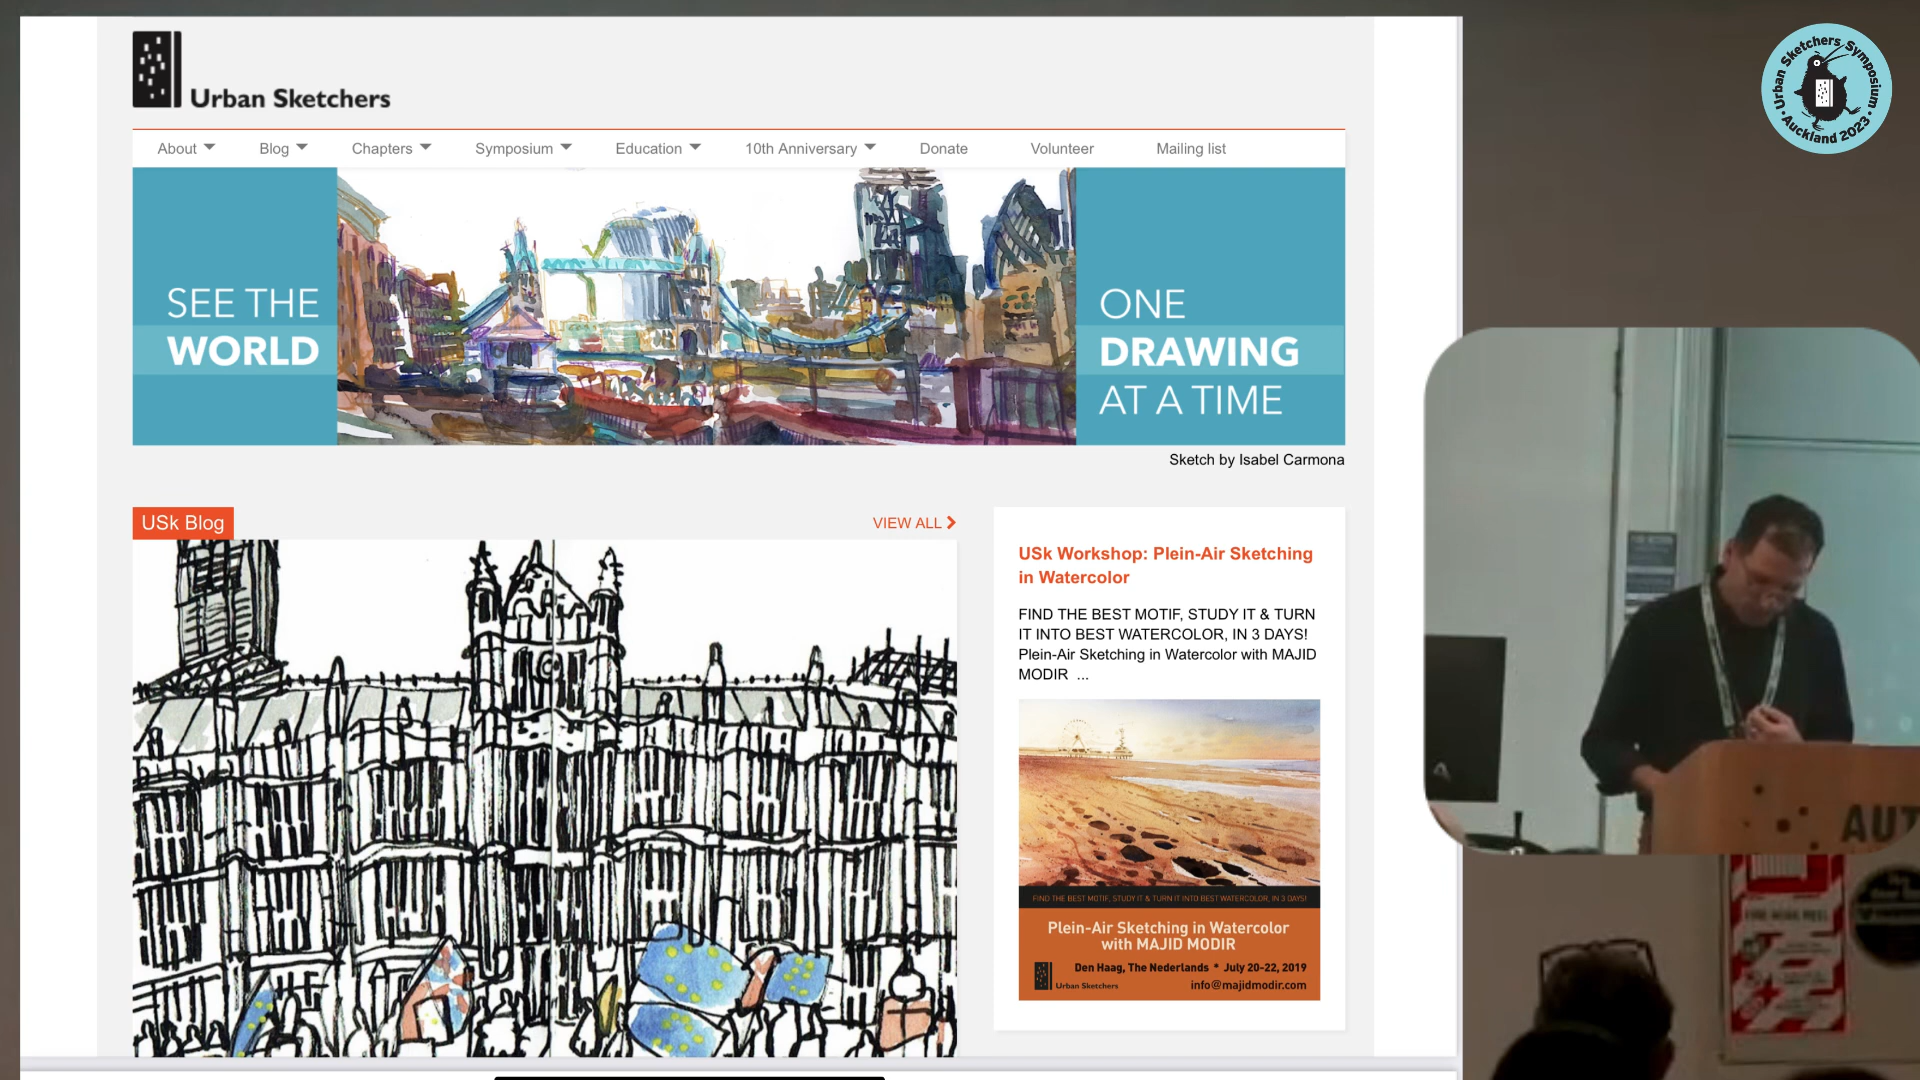 Urban Sketchers
About Blog Chapters Symposium Education 10th Anniversary Donate Volunteer Mailing list
SEE THE
WORLD
ONE
DRAWING
AT A TIME
Sketch by Isabel Carmona
USk Blog
VIEW ALL
USk Workshop: Plein-Air Sketching
in Watercolor
FIND THE BEST MOTIF, STUDY IT & TURN
IT INTO BEST WATERCOLOR, IN 3 DAYS!
Plein-Air Sketching in Watercolor with MAJID
MODIR ...
FIND THE BEST MOTIF, STUDY IT & TURN IT INTO BEST WATERCOLOR, IN 3 DAYS!
Plein-Air Sketching in Watercolor
with MAJID MODIR
Den Haag, The Nederlands * July 20-22, 2019
Urban Sketchers
info@majidmodir.com
Urban Sketchers Symposium
Auckland 2023
AUT